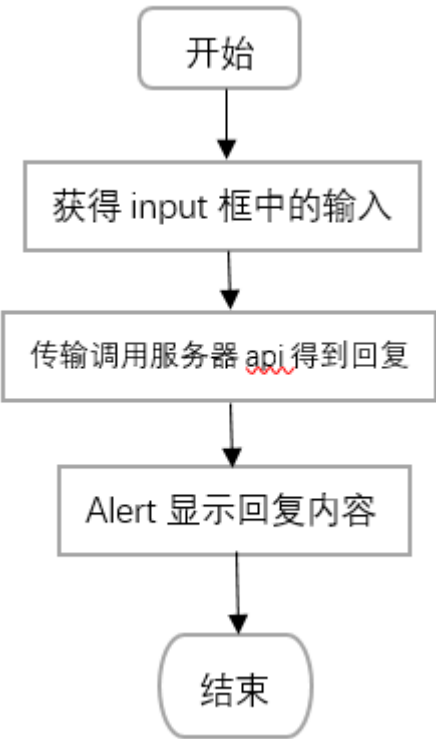 开始
获得 input 框中的输入
传输调用服务器 api 得到回复
Alert 显示回复内容
结束